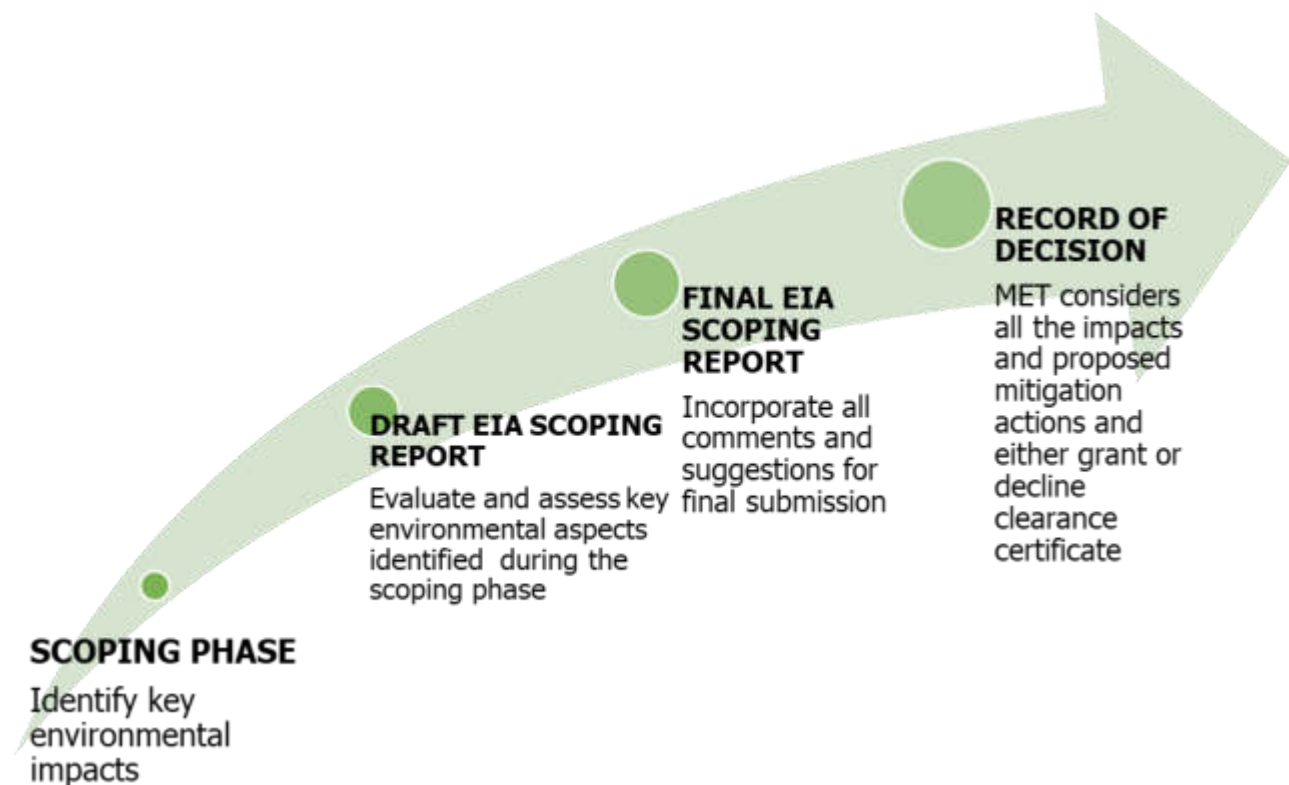 SCOPING PHASE
Identify key
environmental
impacts
DRAFT EIA SCOPING
REPORT
Evaluate and assess key
environmental aspects
identified during the
scoping phase
FINAL EIA
SCOPING
REPORT
Incorporate all
comments and
suggestions for
final submission
RECORD OF
DECISION
MET considers
all the impacts
and proposed
mitigation
actions and
either grant or
decline
clearance
certificate